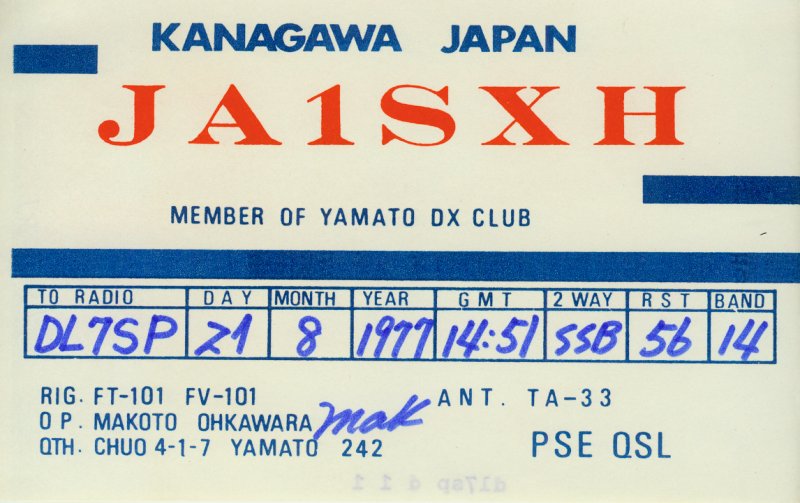 KANAGAWA JAPAN
JA1SXH
MEMBER OF YAMATO DX CLUB
TO RADIO DAY MONTH YEAR GMT 2 WAY RST BAND
DL7SP 21 8 1977 14:51 SSB 56 14
RIG. FT-101 FV-101 ANT. TA-33
OP. MAKOTO OHKAWARA Mak
QTH. CHUO 4-1-7 YAMATO 242 PSE QSL